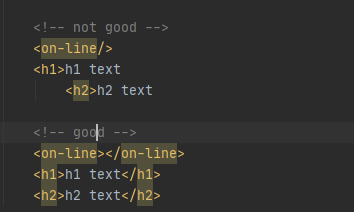 <!-- not good -->
<on-line/>
<h1>h1 text
    <h2>h2 text

<!-- good -->
<on-line></on-line>
<h1>h1 text</h1>
<h2>h2 text</h2>